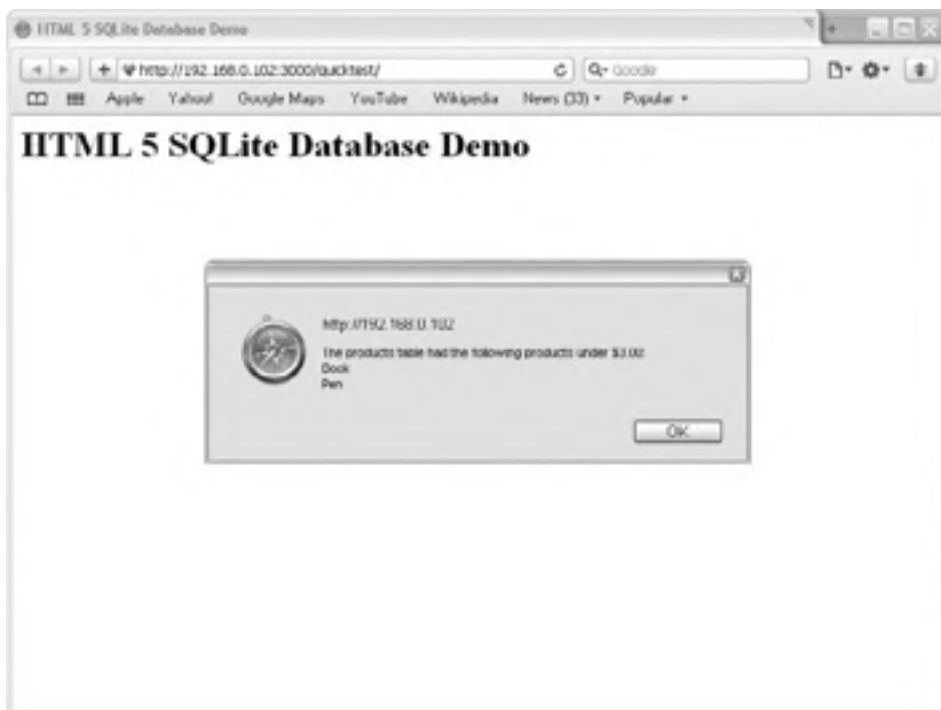 HTML 5 SQLite Database Demo
http://192.168.0.102:3000/quicktest/
Google
Apple Yahoo! Google Maps YouTube Wikipedia News (33) Popular
HTML 5 SQLite Database Demo
http://192.168.0.102
The products table had the following products under $3.00:
Book
Pen
OK